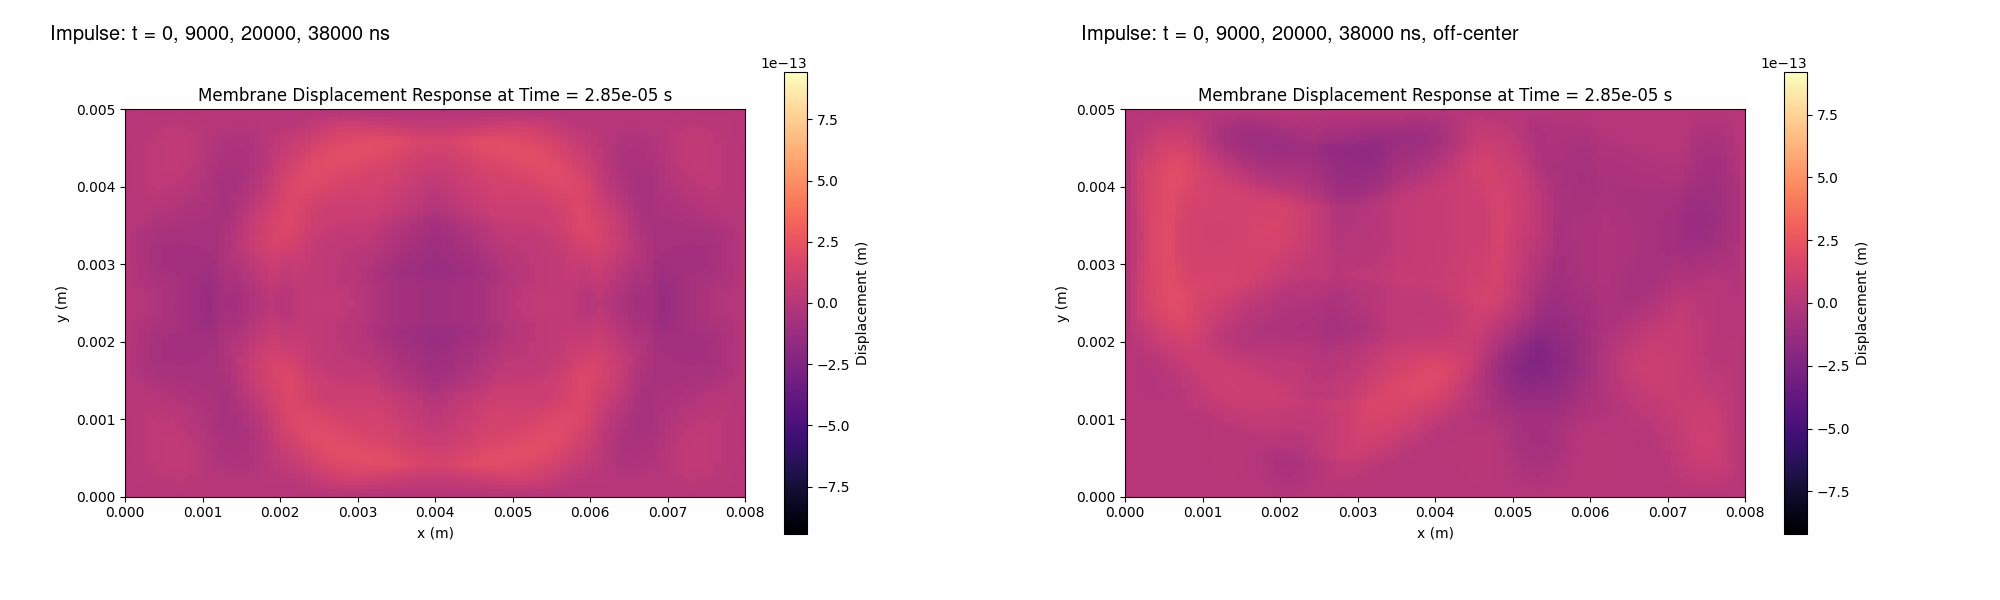 Impulse: t = 0, 9000, 20000, 38000 ns
1e−13
Membrane Displacement Response at Time = 2.85e-05 s
0.005
0.004
0.003
0.002
0.001
0.000
y (m)
0.000 0.001 0.002 0.003 0.004 0.005 0.006 0.007 0.008
x (m)
7.5
5.0
2.5
0.0
−2.5
−5.0
−7.5
Displacement (m)
Impulse: t = 0, 9000, 20000, 38000 ns, off-center
1e−13
Membrane Displacement Response at Time = 2.85e-05 s
0.005
0.004
0.003
0.002
0.001
0.000
y (m)
0.000 0.001 0.002 0.003 0.004 0.005 0.006 0.007 0.008
x (m)
7.5
5.0
2.5
0.0
−2.5
−5.0
−7.5
Displacement (m)